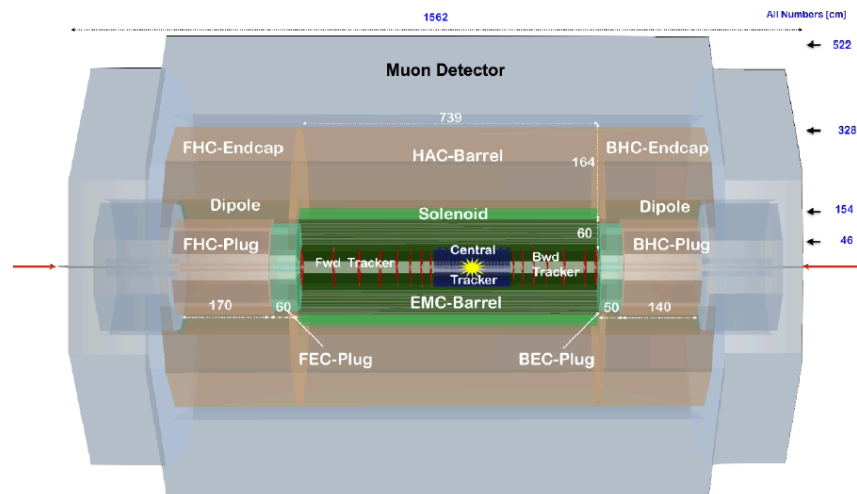 1562
All Numbers [cm]
522
Muon Detector
739
328
FHC-Endcap
HAC-Barrel
BHC-Endcap
164
Dipole
Solenoid
Dipole
154
FHC-Plug
60
BHC-Plug
46
Central
Fwd Tracker
Bwd
Tracker
Tracker
170
60
EMC-Barrel
50
140
FEC-Plug
BEC-Plug